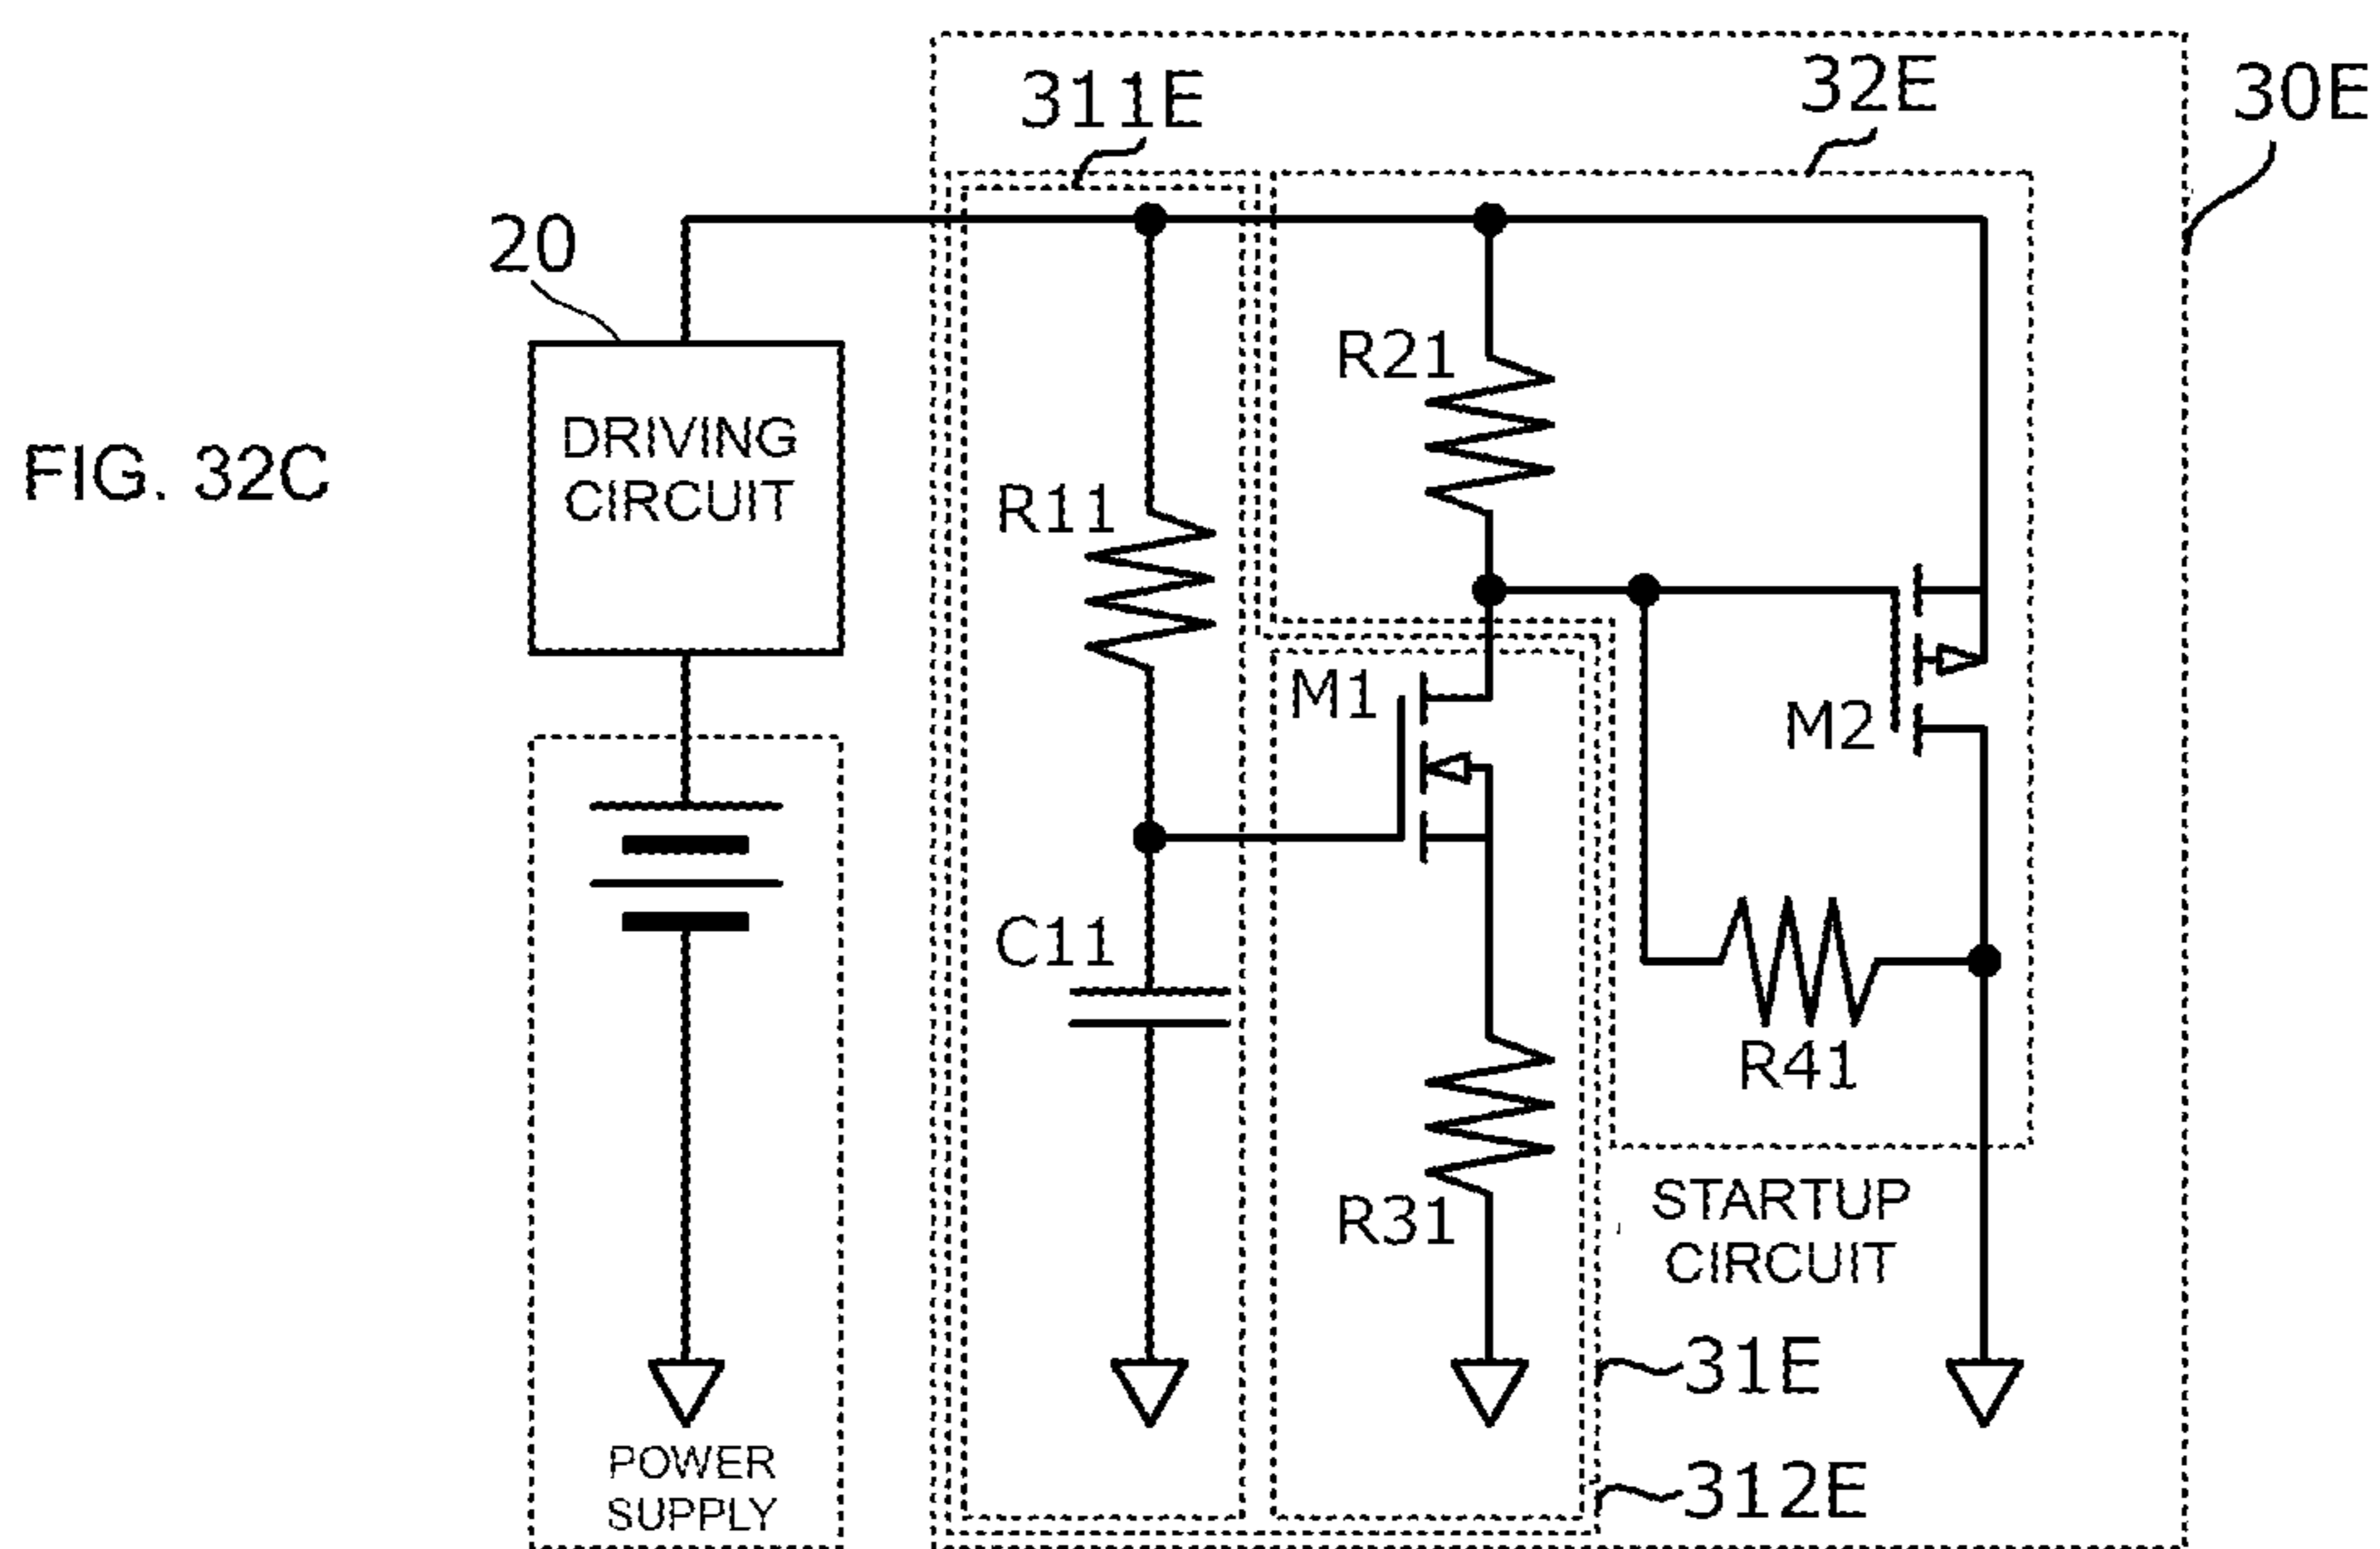 FIG. 32C
20
DRIVING
CIRCUIT
POWER
SUPPLY
311E
32E
30E
R11
C11
R21
M1
M2
R41
R31
STARTUP
CIRCUIT
31E
312E